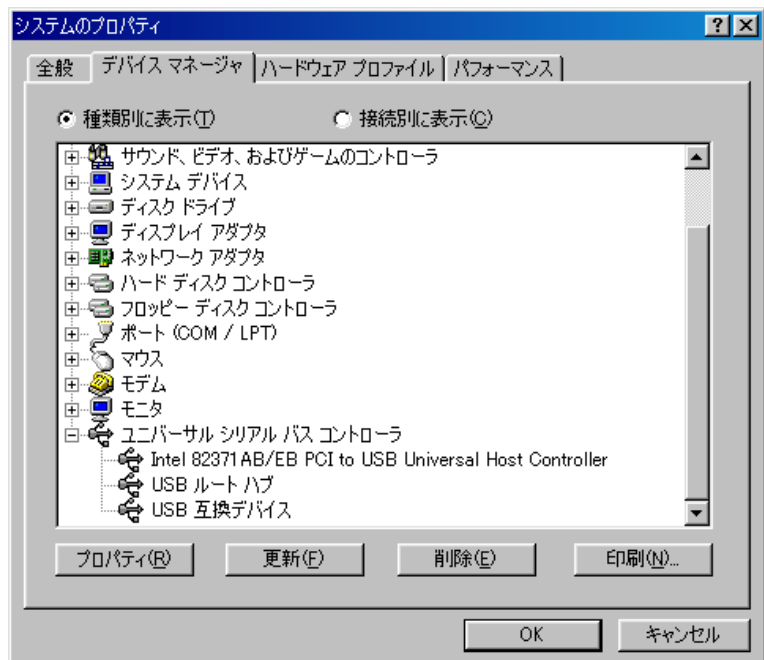 システムのプロパティ
全般 デバイス マネージャ ハードウェア プロファイル パフォーマンス
種類別に表示(T) 接続別に表示(C)
サウンド、ビデオ、およびゲームのコントローラ
システム デバイス
ディスク ドライブ
ディスプレイ アダプタ
ネットワーク アダプタ
ハード ディスク コントローラ
フロッピー ディスク コントローラ
ポート (COM / LPT)
マウス
モデム
モニタ
ユニバーサル シリアル バス コントローラ
Intel 82371AB/EB PCI to USB Universal Host Controller
USB ルート ハブ
USB 互換デバイス
プロパティ(R) 更新(F) 削除(E) 印刷(N)...
OK キャンセル